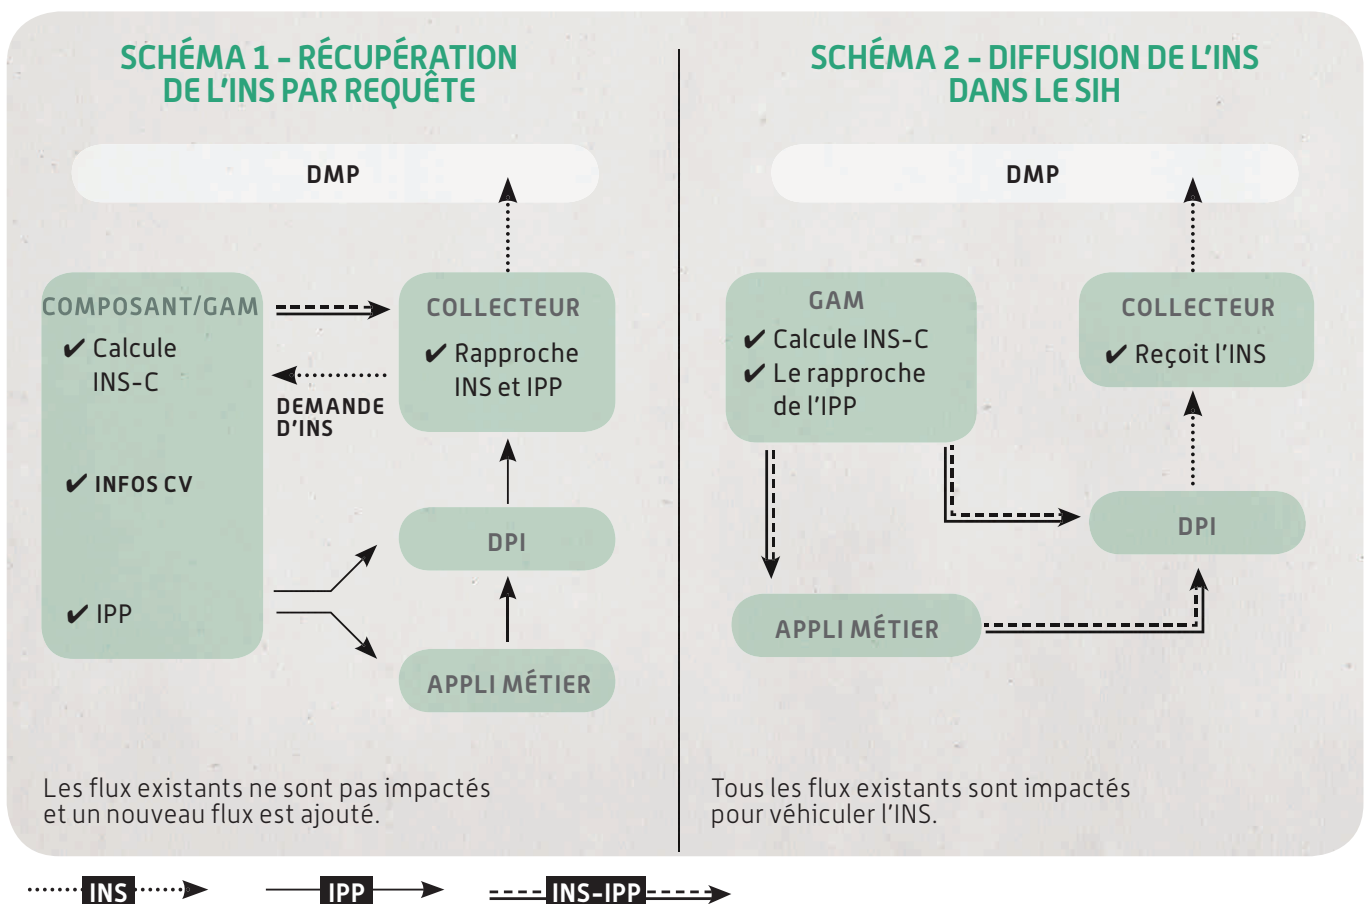 SCHÉMA 1 – RÉCUPÉRATION
DE L'INS PAR REQUÊTE
DMP
COMPOSANT/GAM
✔ Calcule
INS-C
✔ INFOS CV
✔ IPP
COLLECTEUR
✔ Rapproche
INS et IPP
DEMANDE
D'INS
DPI
APPLI MÉTIER
Les flux existants ne sont pas impactés
et un nouveau flux est ajouté.
SCHÉMA 2 – DIFFUSION DE L'INS
DANS LE SIH
DMP
GAM
✔ Calcule INS-C
✔ Le rapproche
de l'IPP
COLLECTEUR
✔ Reçoit l'INS
DPI
APPLI MÉTIER
Tous les flux existants sont impactés
pour véhiculer l'INS.
INS
IPP
INS-IPP